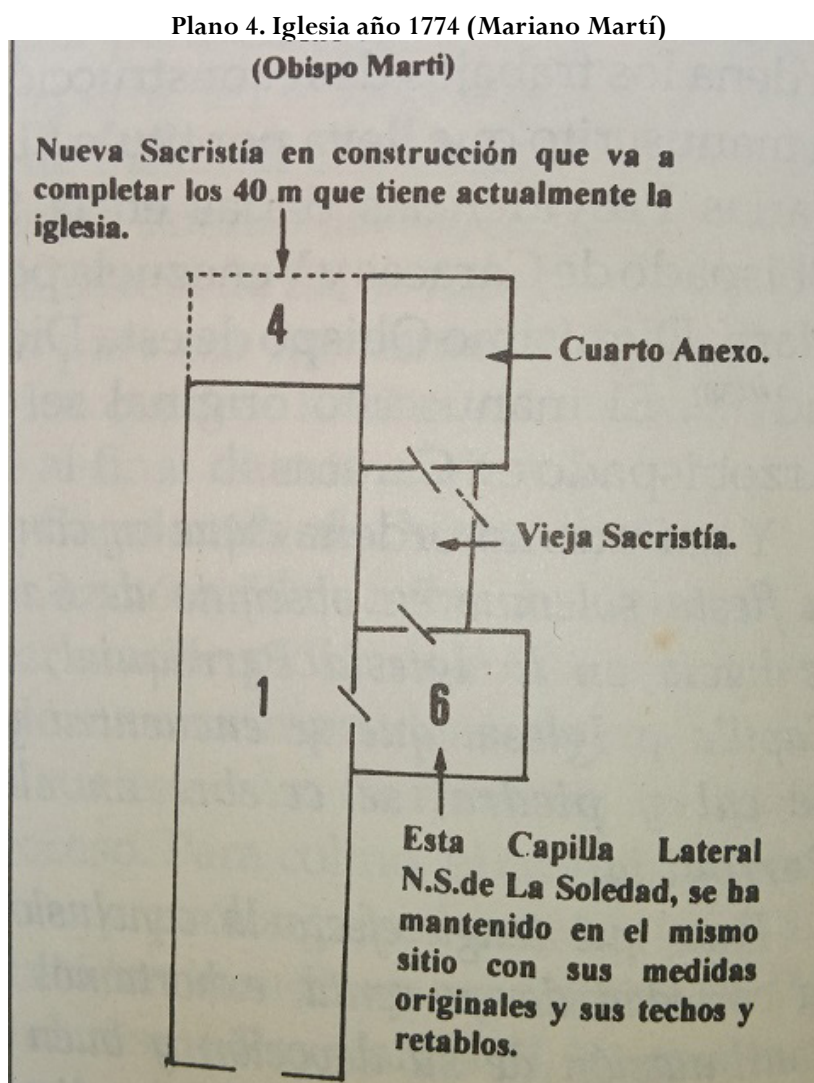 Plano 4. Iglesia año 1774 (Mariano Martí)
(Obispo Marti)
Nueva Sacristía en construcción que va a
completar los 40 m que tiene actualmente la
iglesia.
4
Cuarto Anexo.
Vieja Sacristía.
1
6
Esta Capilla Lateral
N.S.de La Soledad, se ha
mantenido en el mismo
sitio con sus medidas
originales y sus techos y
retablos.